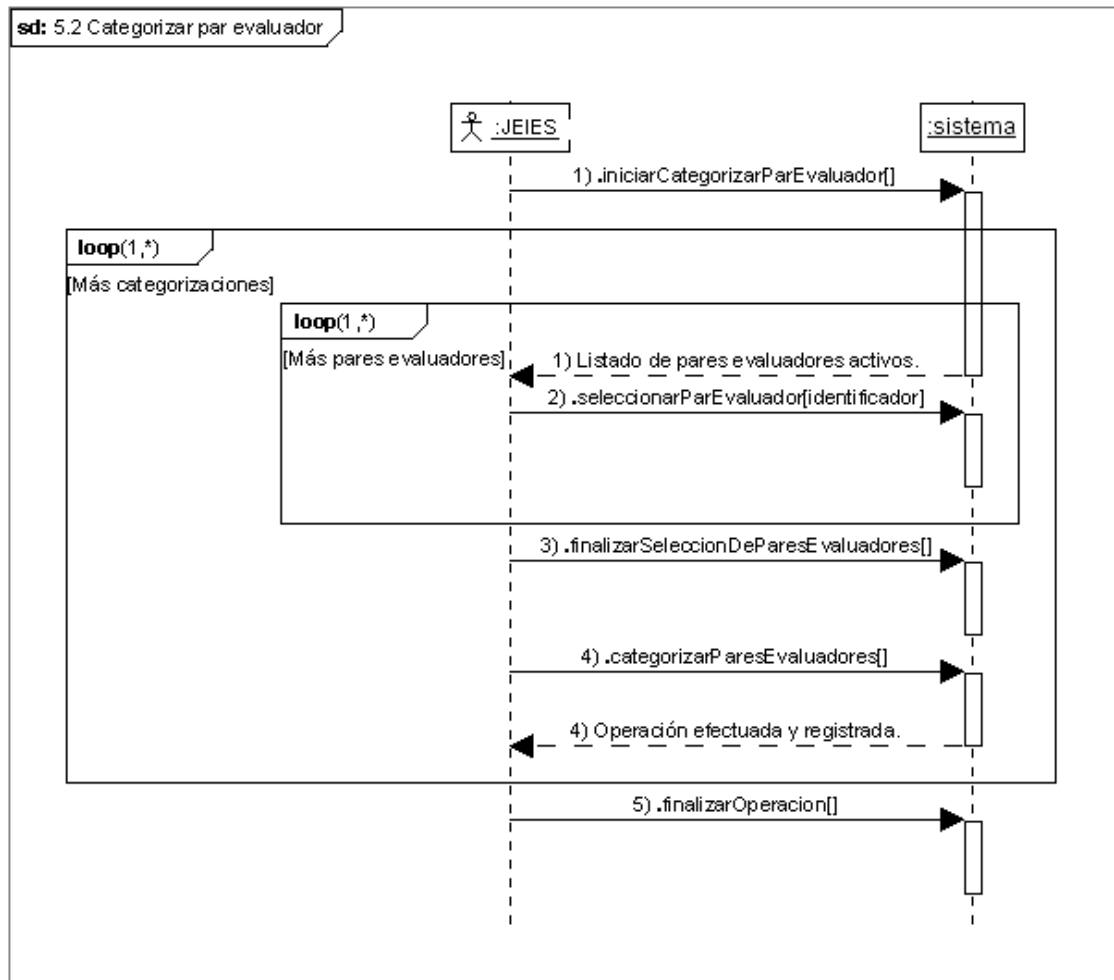 sd: 5.2 Categorizar par evaluador
:JEIES
:sistema
1) .iniciarCategorizarParEvaluador[]
loop(1,*)
[Más categorizaciones]
loop(1,*)
[Más pares evaluadores]
1) Listado de pares evaluadores activos.
2) .seleccionarParEvaluador[identificador]
3) .finalizarSeleccionDeParesEvaluadores[]
4) .categorizarParesEvaluadores[]
4) Operación efectuada y registrada.
5) .finalizarOperacion[]